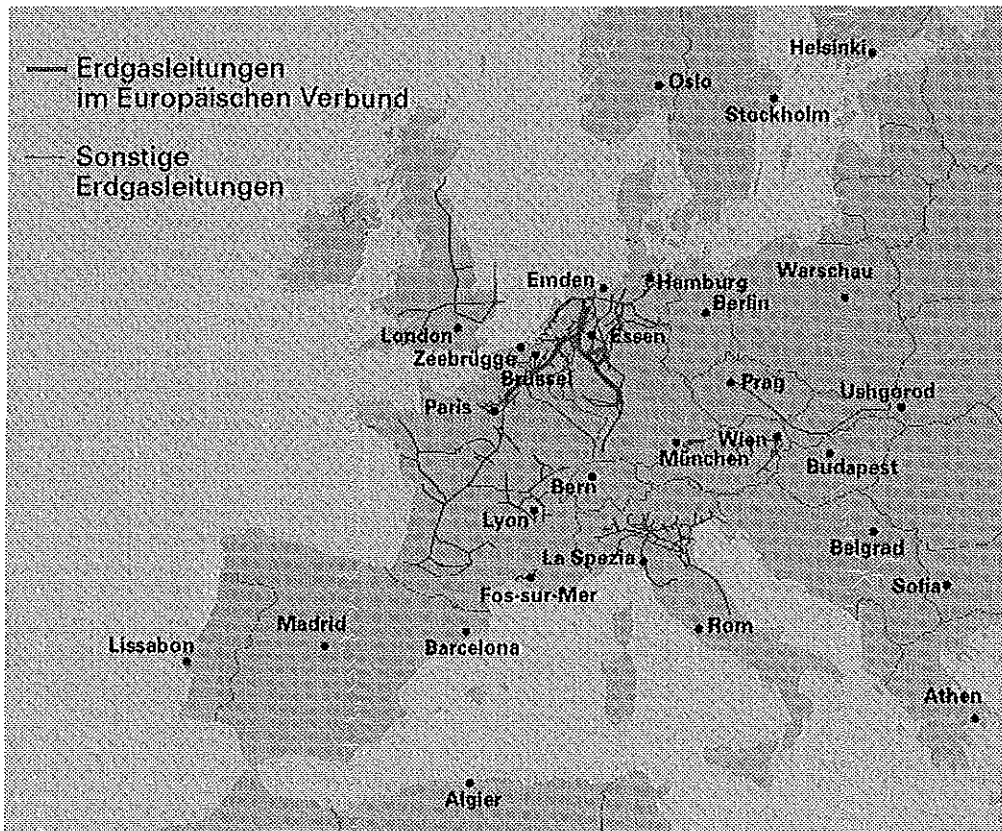 Erdgasleitungen
im Europäischen Verbund
Sonstige
Erdgasleitungen
Helsinki
Oslo
Stockholm
Emden
Hamburg
Warschau
Berlin
London
Essen
Zeebrügge
Brüssel
Prag
Ushgorod
Paris
Wien
München
Budapest
Bern
Lyon
La Spezia
Belgrad
Fos-sur-Mer
Sofia
Madrid
Barcelona
Rom
Lissabon
Athen
Algier